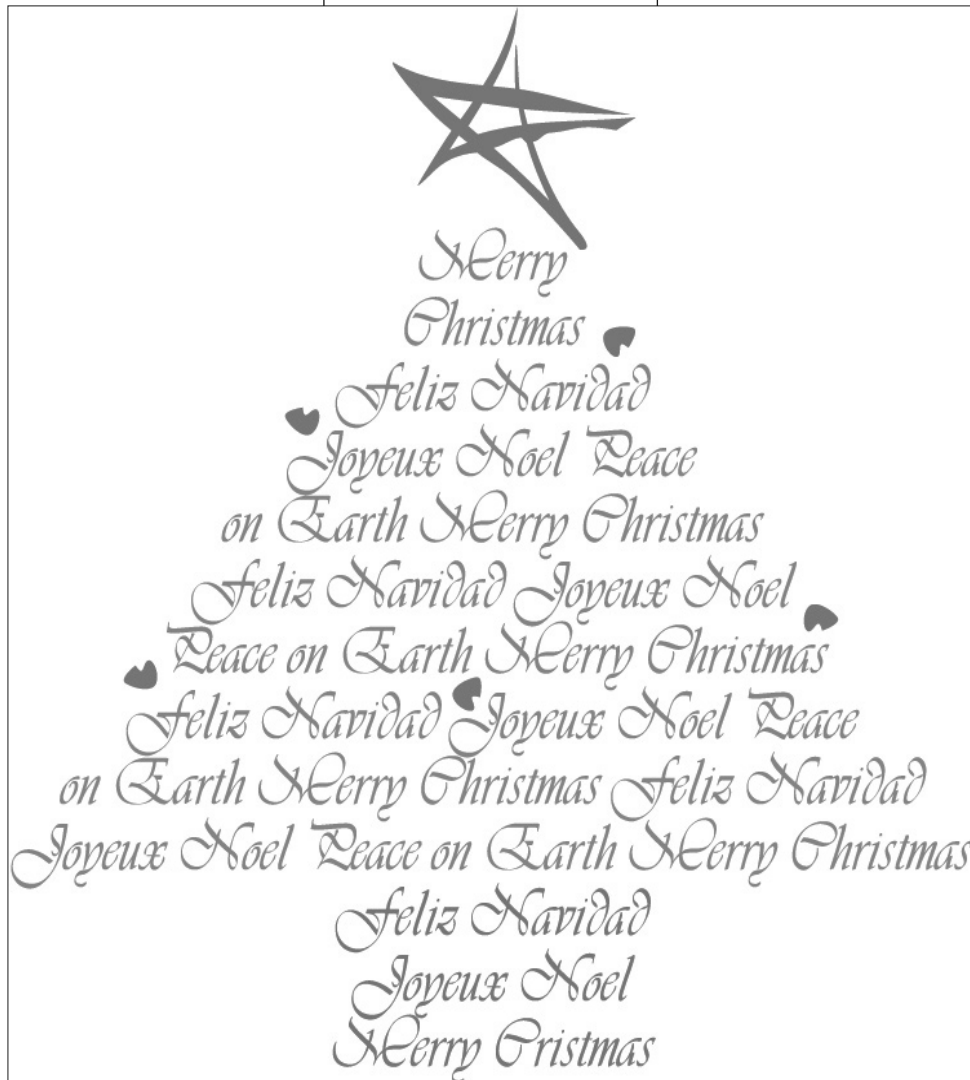 Merry
Christmas
Feliz Navidad
Joyeux Noel Peace
on Earth Merry Christmas
Feliz Navidad Joyeux Noel
Peace on Earth Merry Christmas
Feliz Navidad Joyeux Noel Peace
on Earth Merry Christmas Feliz Navidad
Joyeux Noel Peace on Earth Merry Christmas
Feliz Navidad
Joyeux Noel
Merry Cristmas